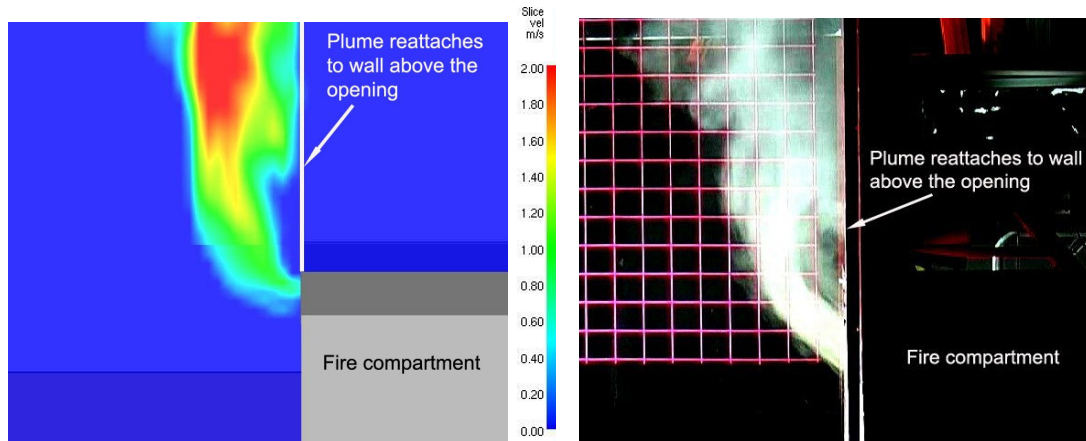 Plume reattaches
to wall above the
opening
Fire compartment
Slice
vel
m/s
2.00
1.80
1.60
1.40
1.20
1.00
0.80
0.60
0.40
0.20
0.00
Plume reattaches to wall
above the opening
Fire compartment